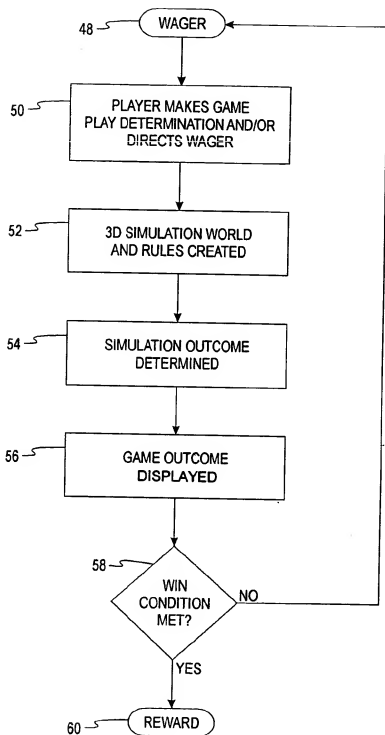 48 WAGER
50 PLAYER MAKES GAME
PLAY DETERMINATION AND/OR
DIRECTS WAGER
52 3D SIMULATION WORLD
AND RULES CREATED
54 SIMULATION OUTCOME
DETERMINED
56 GAME OUTCOME
DISPLAYED
58
WIN
CONDITION
MET?
NO
YES
60 REWARD